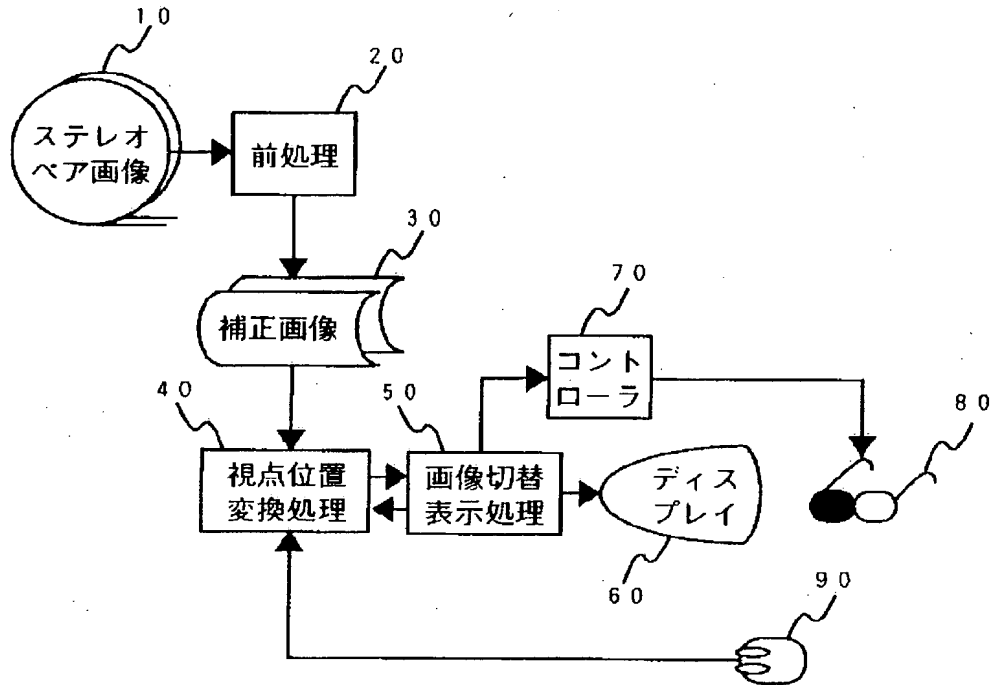 10
ステレオ
ペア画像
20
前処理
30
補正画像
40
視点位置
変換処理
50
画像切替
表示処理
70
コント
ローラ
ディス
プレイ
60
80
90